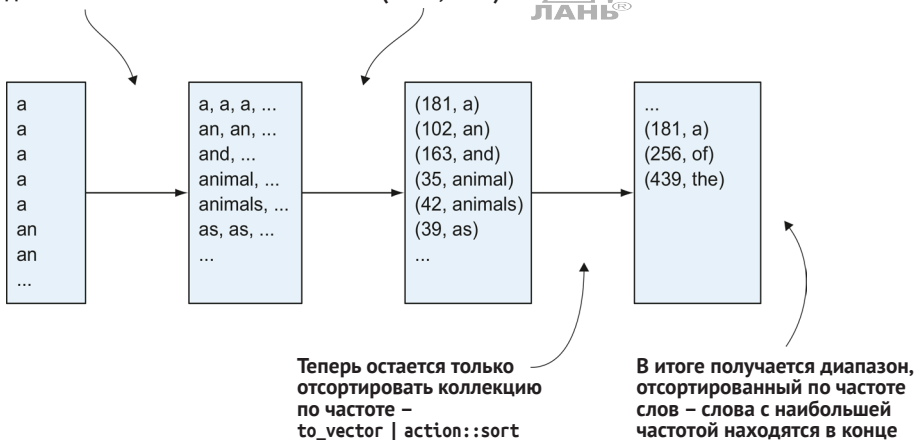 ЛАНЬ®
a
a
a
a
a
an
an
...
a, a, a, ...
an, an, ...
and, ...
animal, ...
animals, ...
as, as, ...
...
(181, a)
(102, an)
(163, and)
(35, animal)
(42, animals)
(39, as)
...
...
(181, a)
(256, of)
(439, the)
Теперь остается только
отсортировать коллекцию
по частоте –
to_vector | action::sort
В итоге получается диапазон,
отсортированный по частоте
слов – слова с наибольшей
частотой находятся в конце